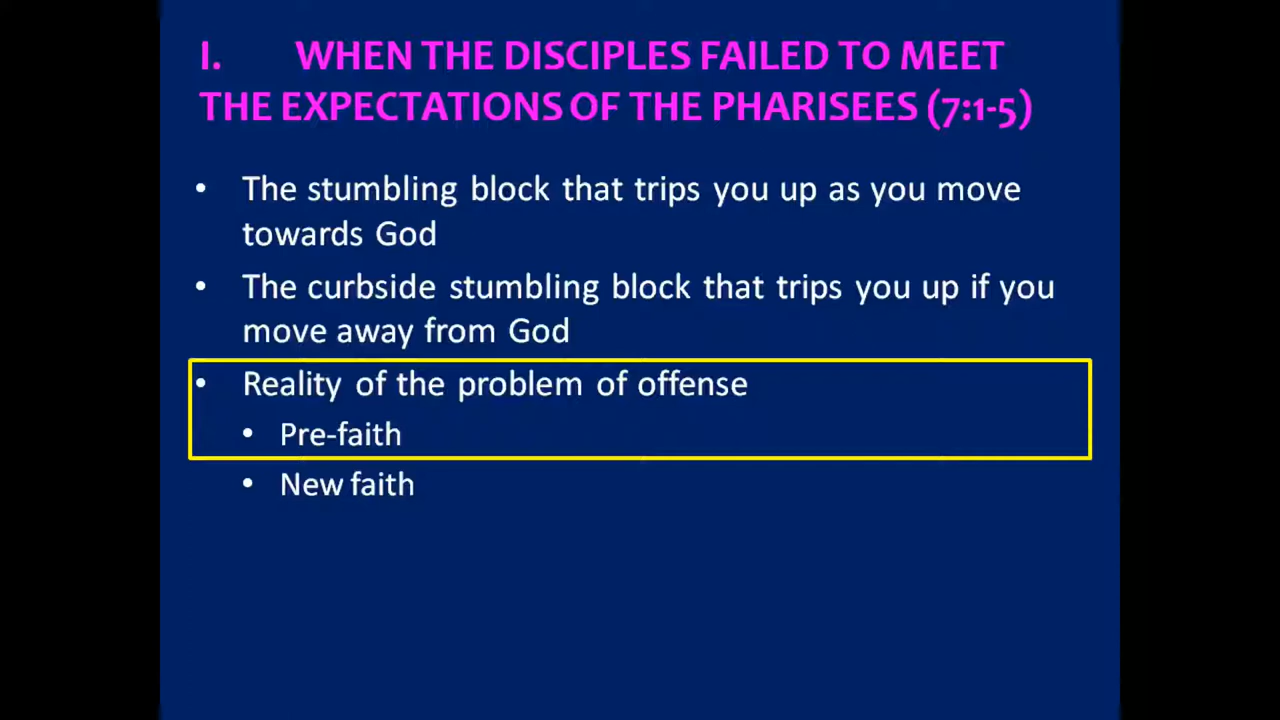 I. WHEN THE DISCIPLES FAILED TO MEET
THE EXPECTATIONS OF THE PHARISEES (7:1-5)
• The stumbling block that trips you up as you move
towards God
• The curbside stumbling block that trips you up if you
move away from God
• Reality of the problem of offense
• Pre-faith
• New faith